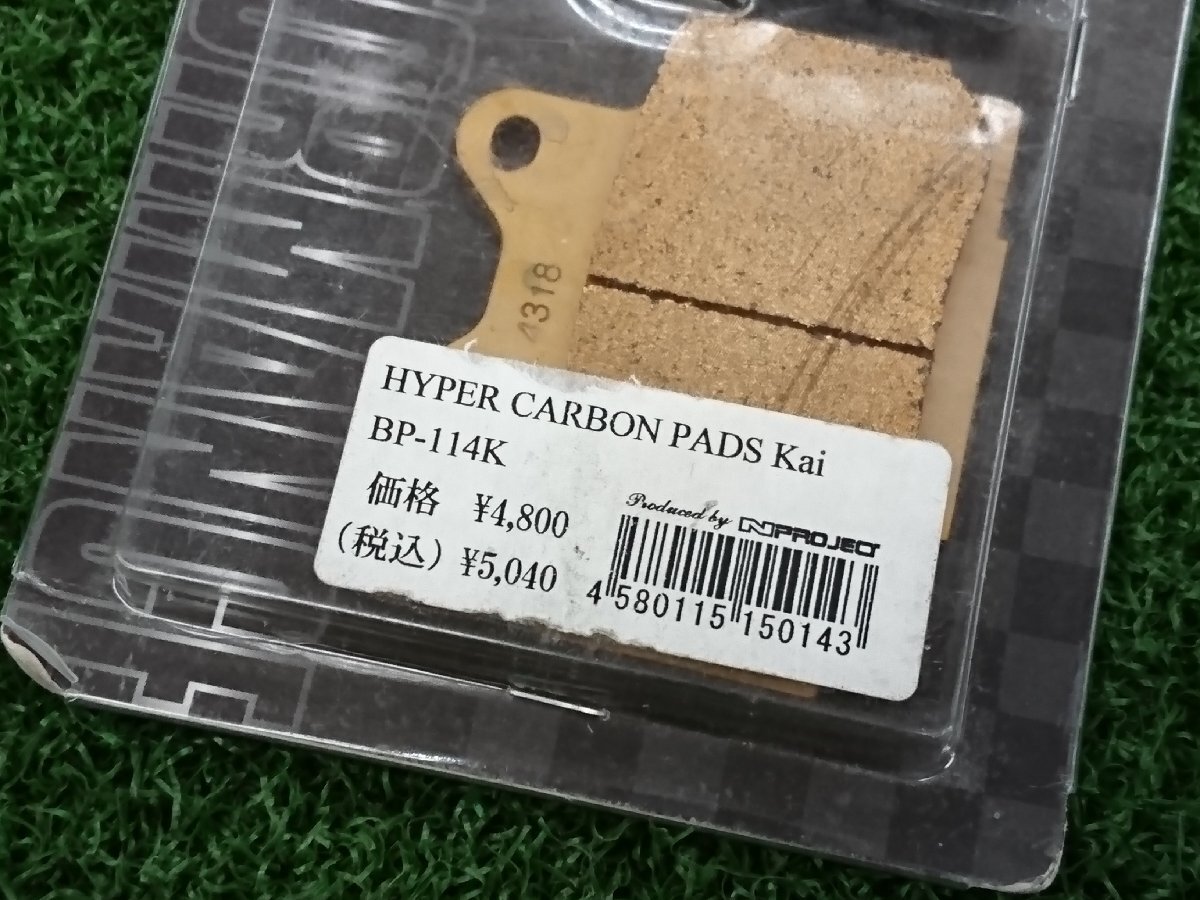 4318
HYPER CARBON PADS Kai
BP-114K
価格 ¥4,800
(税込) ¥5,040
Produced by NPROJECT
4 580115 150143